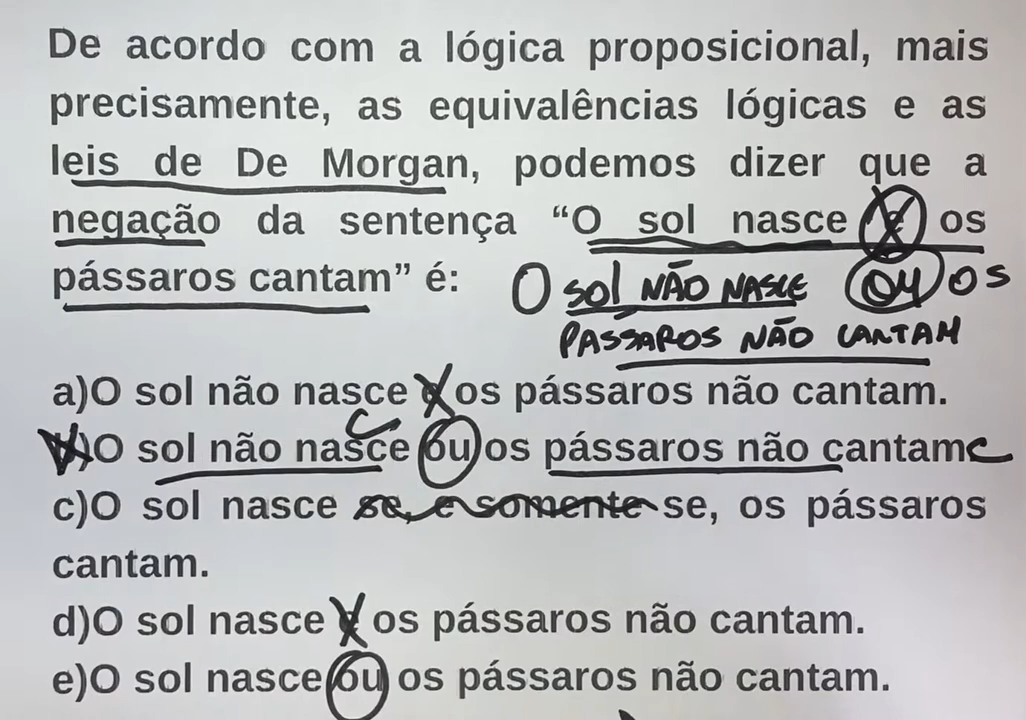 De acordo com a lógica proposicional, mais
precisamente, as equivalências lógicas e as
leis de De Morgan, podemos dizer que a
negação da sentença “O sol nasce e os
pássaros cantam” é:
O sol NÃO NASCE OU OS
PASSAROS NÃO CANTAM
a)O sol não nasce e os pássaros não cantam.
b)O sol não nasce ou os pássaros não cantam
c)O sol nasce se, e somente se, os pássaros
cantam.
d)O sol nasce e os pássaros não cantam.
e)O sol nasce ou os pássaros não cantam.